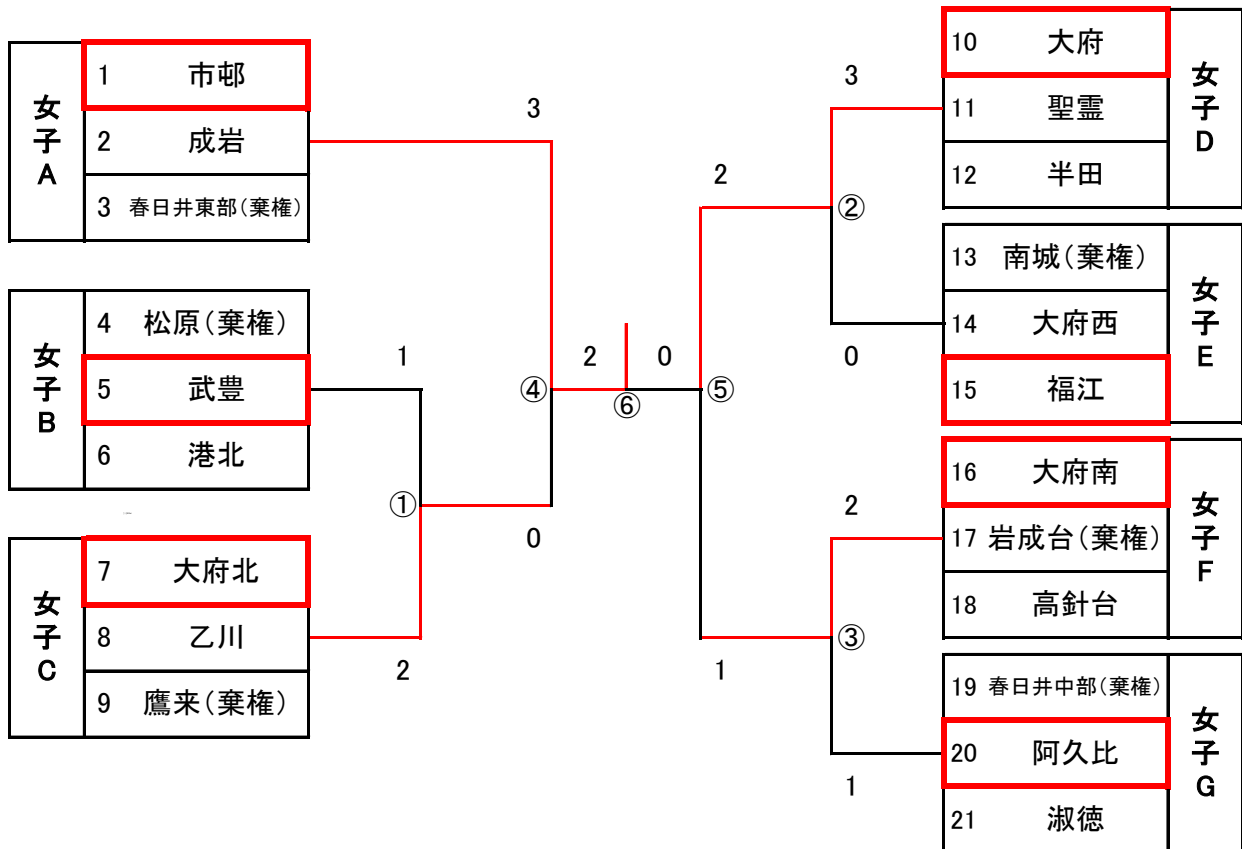 女子A
1 市邨
2 成岩
3 春日井東部(棄権)
女子B
4 松原(棄権)
5 武豊
6 港北
女子C
7 大府北
8 乙川
9 鷹来(棄権)
3
1
①
2
④
0
2
⑥
0
⑤
2
1
3
②
0
2
③
1
10 大府
11 聖霊
12 半田
女子D
13 南城(棄権)
14 大府西
15 福江
女子E
16 大府南
17 岩成台(棄権)
18 高針台
女子F
19 春日井中部(棄権)
20 阿久比
21 淑徳
女子G